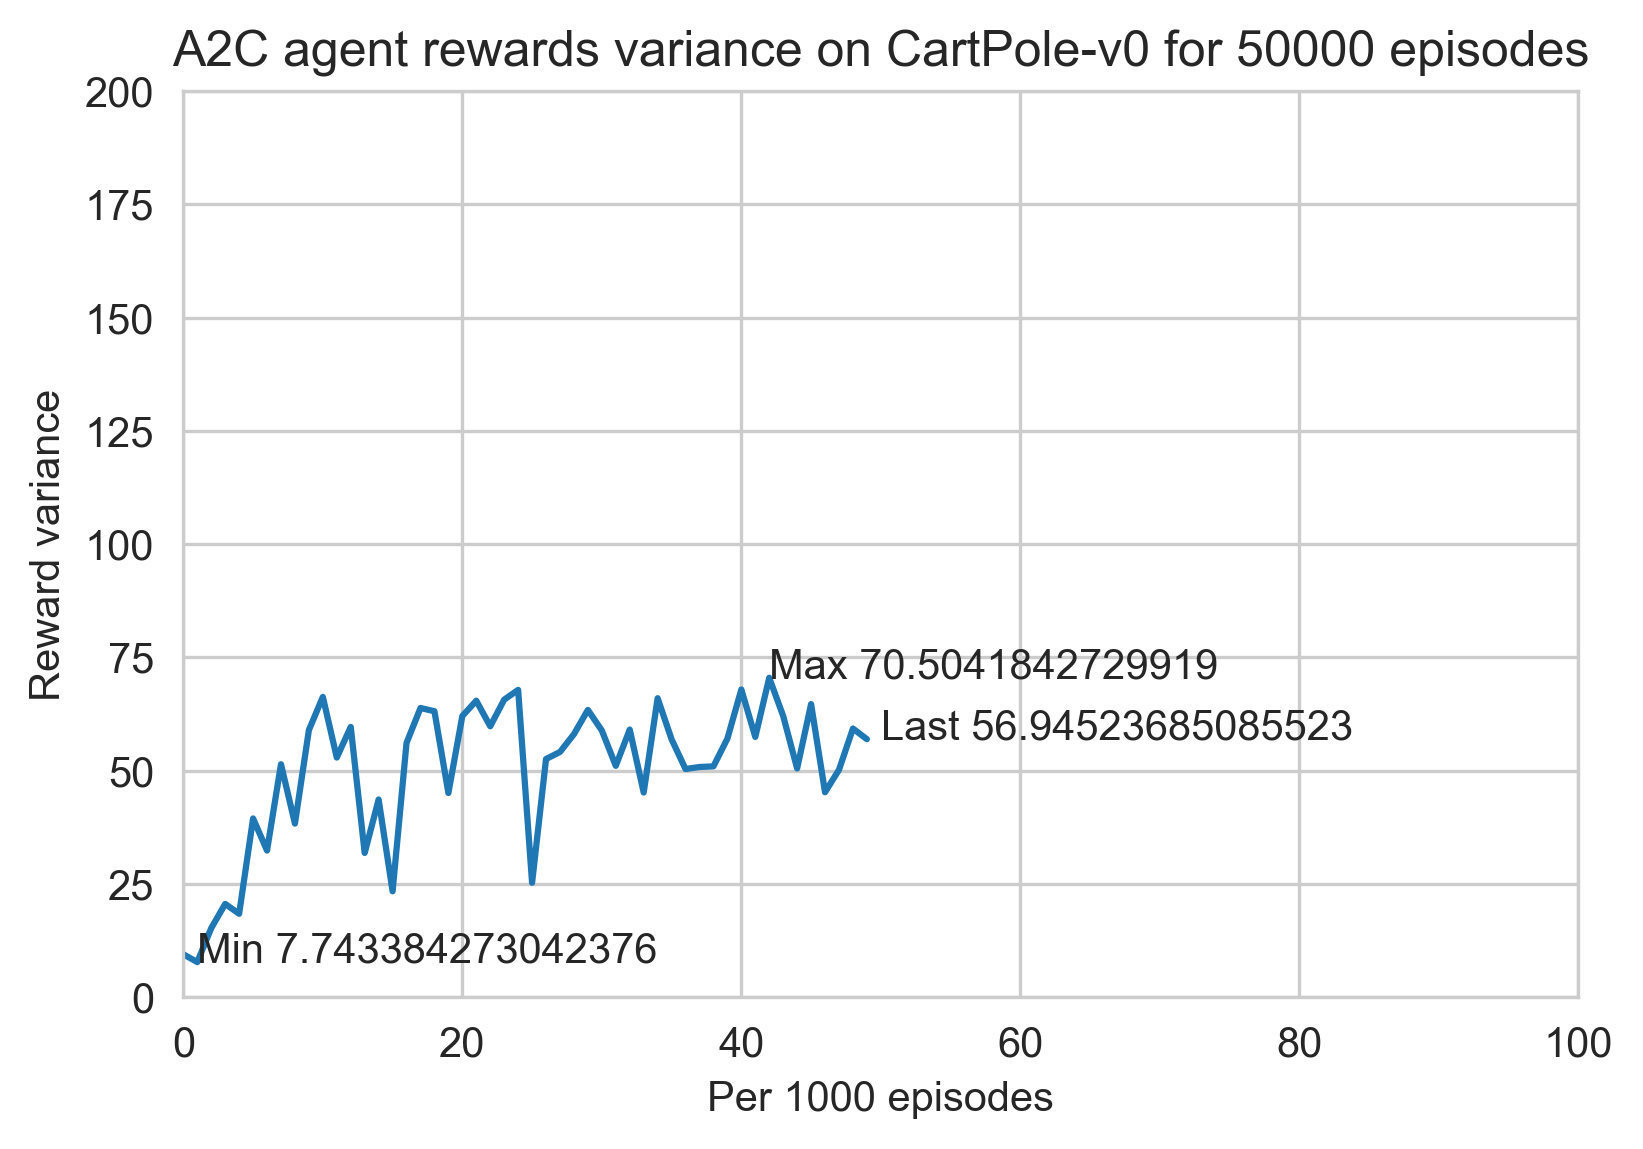 A2C agent rewards variance on CartPole-v0 for 50000 episodes
200
175
150
125
100
75
50
25
0
Reward variance
Max 70.5041842729919
Last 56.94523685085523
Min 7.743384273042376
0 20 40 60 80 100
Per 1000 episodes